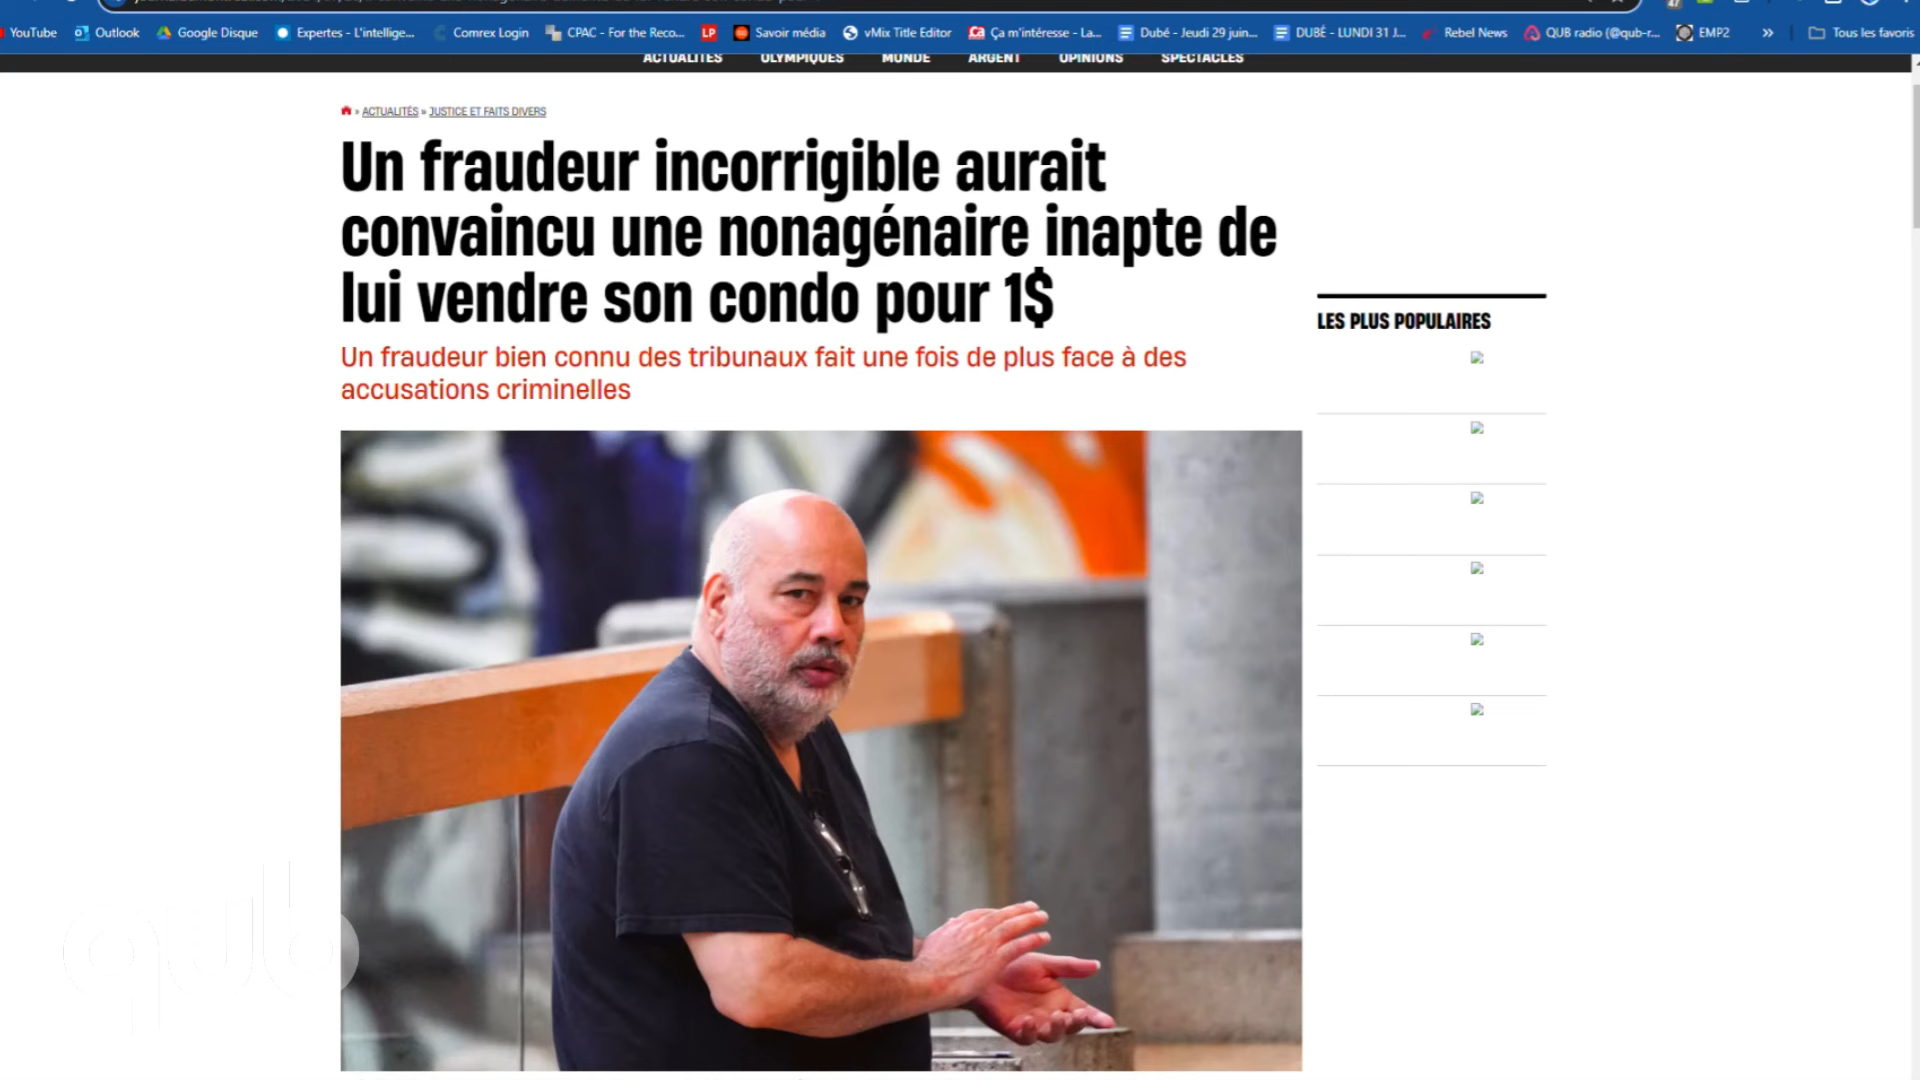 YouTube Outlook Google Disque Expertes - L'intellige... Comrex Login CPAC - For the Reco... LP Savoir média vMix Title Editor Ça m'intéresse - La... Dubé - Jeudi 29 juin... DUBÉ - LUNDI 31 J... Rebel News QUB radio (@qub-r... EMP2 » Tous les favoris
ACTUALITÉS OLYMPIQUES MONDE ARGENT OPINIONS SPECTACLES
» ACTUALITÉS » JUSTICE ET FAITS DIVERS
Un fraudeur incorrigible aurait
convaincu une nonagénaire inapte de
lui vendre son condo pour 1$
Un fraudeur bien connu des tribunaux fait une fois de plus face à des
accusations criminelles
LES PLUS POPULAIRES
qub